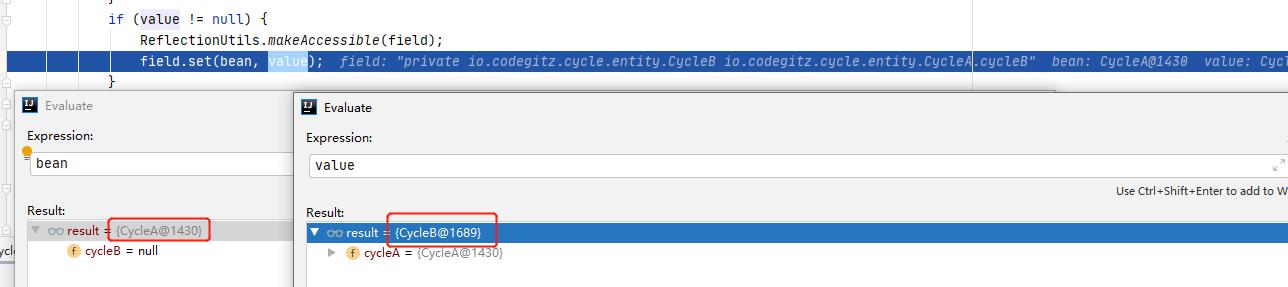 }
if (value != null) {
ReflectionUtils.makeAccessible(field);
field.set(bean, value); field: "private io.codegitz.cycle.entity.CycleB io.codegitz.cycle.entity.CycleA.cycleB" bean: CycleA@1430 value: Cycl
}
Evaluate
Expression:
bean
Result:
result = {CycleA@1430}
cycleB = null
Evaluate
Expression:
value
Use Ctrl+Shift+Enter to add to W
Result:
result = {CycleB@1689}
cycleA = {CycleA@1430}
ycle